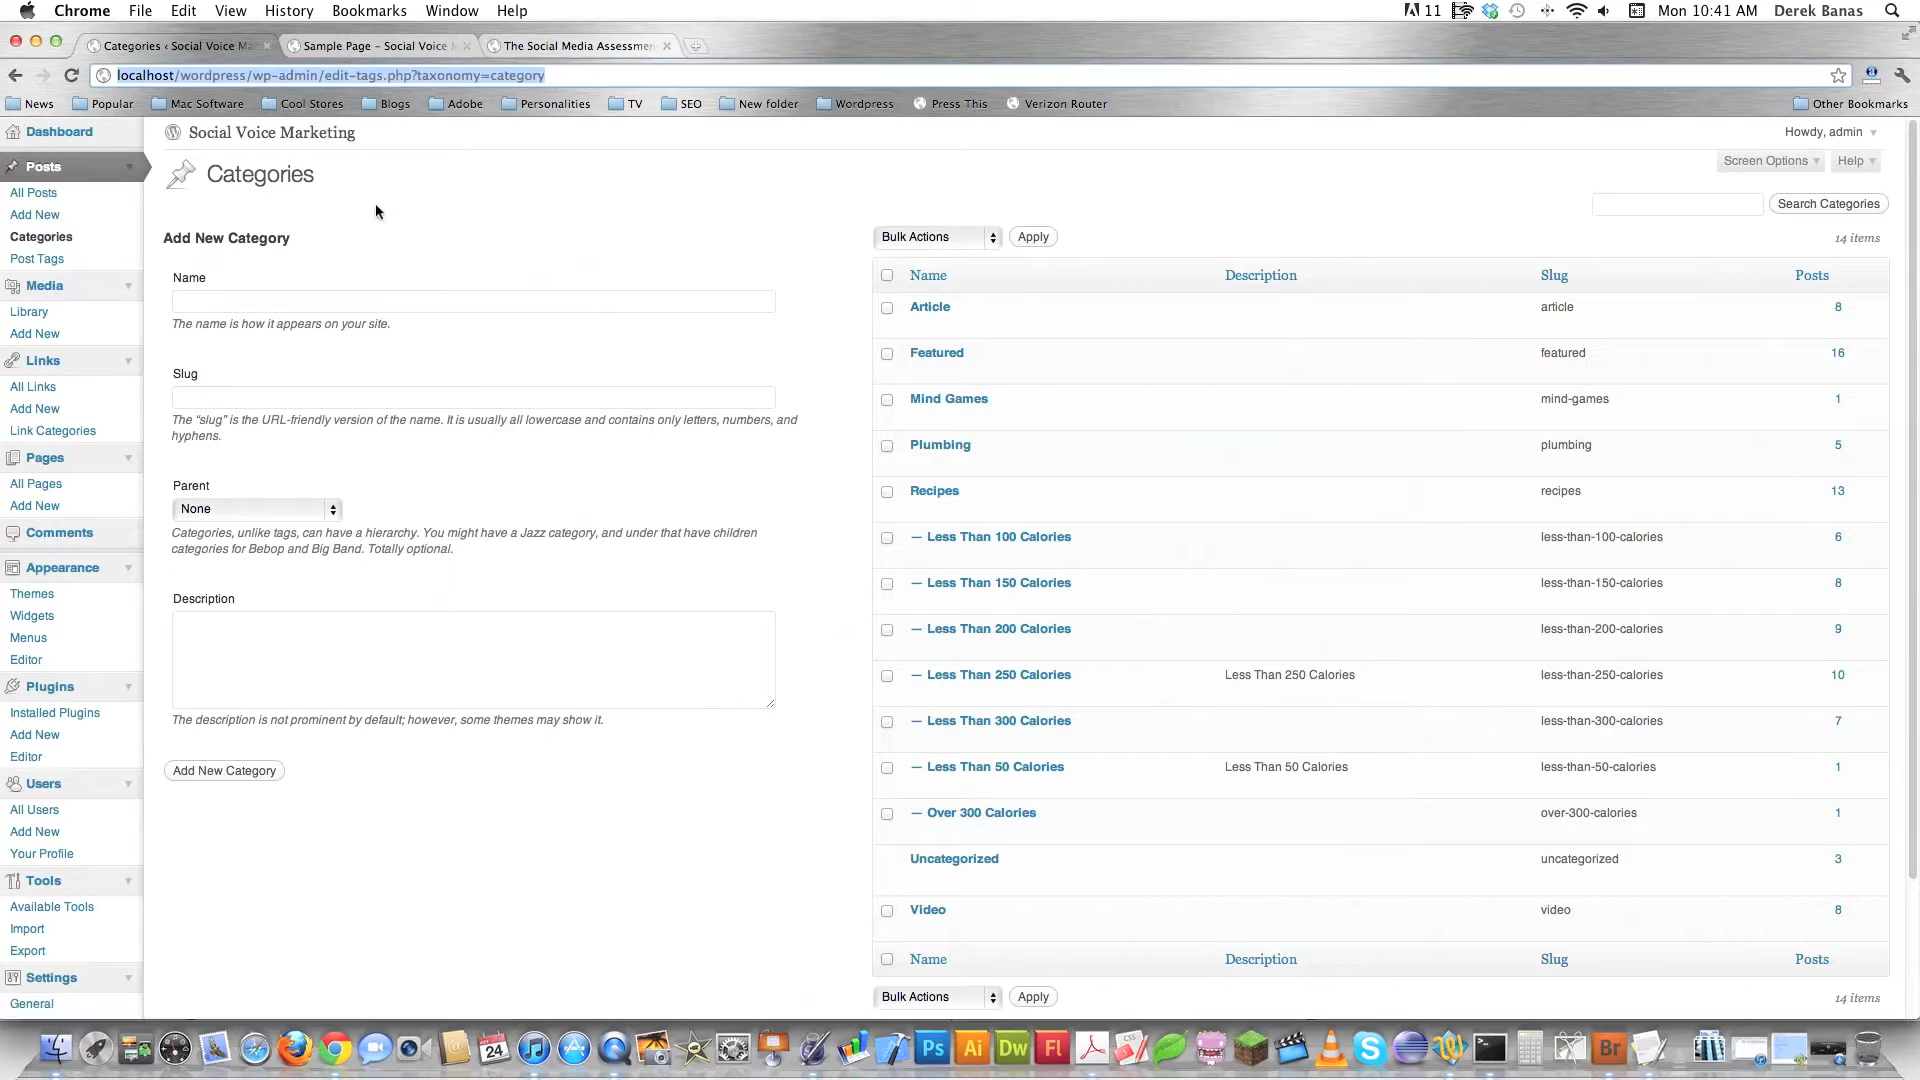 Chrome File Edit View History Bookmarks Window Help
11 Mon 10:41 AM Derek Banas
Categories ‹ Social Voice Ma
Sample Page – Social Voice M
The Social Media Assessmen
localhost/wordpress/wp-admin/edit-tags.php?taxonomy=category
News Popular Mac Software Cool Stores Blogs Adobe Personalities TV SEO New folder Wordpress Press This Verizon Router Other Bookmarks
Dashboard
Posts
All Posts
Add New
Categories
Post Tags
Media
Library
Add New
Links
All Links
Add New
Link Categories
Pages
All Pages
Add New
Comments
Appearance
Themes
Widgets
Menus
Editor
Plugins
Installed Plugins
Add New
Editor
Users
All Users
Add New
Your Profile
Tools
Available Tools
Import
Export
Settings
General
Social Voice Marketing
Howdy, admin
Screen Options Help
Categories
Search Categories
Add New Category
Name
The name is how it appears on your site.
Slug
The “slug” is the URL-friendly version of the name. It is usually all lowercase and contains only letters, numbers, and
hyphens.
Parent
None
Categories, unlike tags, can have a hierarchy. You might have a Jazz category, and under that have children
categories for Bebop and Big Band. Totally optional.
Description
The description is not prominent by default; however, some themes may show it.
Add New Category
Bulk Actions Apply 14 items
Name Description Slug Posts
Article article 8
Featured featured 16
Mind Games mind-games 1
Plumbing plumbing 5
Recipes recipes 13
— Less Than 100 Calories less-than-100-calories 6
— Less Than 150 Calories less-than-150-calories 8
— Less Than 200 Calories less-than-200-calories 9
— Less Than 250 Calories Less Than 250 Calories less-than-250-calories 10
— Less Than 300 Calories less-than-300-calories 7
— Less Than 50 Calories Less Than 50 Calories less-than-50-calories 1
— Over 300 Calories over-300-calories 1
Uncategorized uncategorized 3
Video video 8
Name Description Slug Posts
Bulk Actions Apply 14 items
24 Ps Ai Dw Fl CSS Br